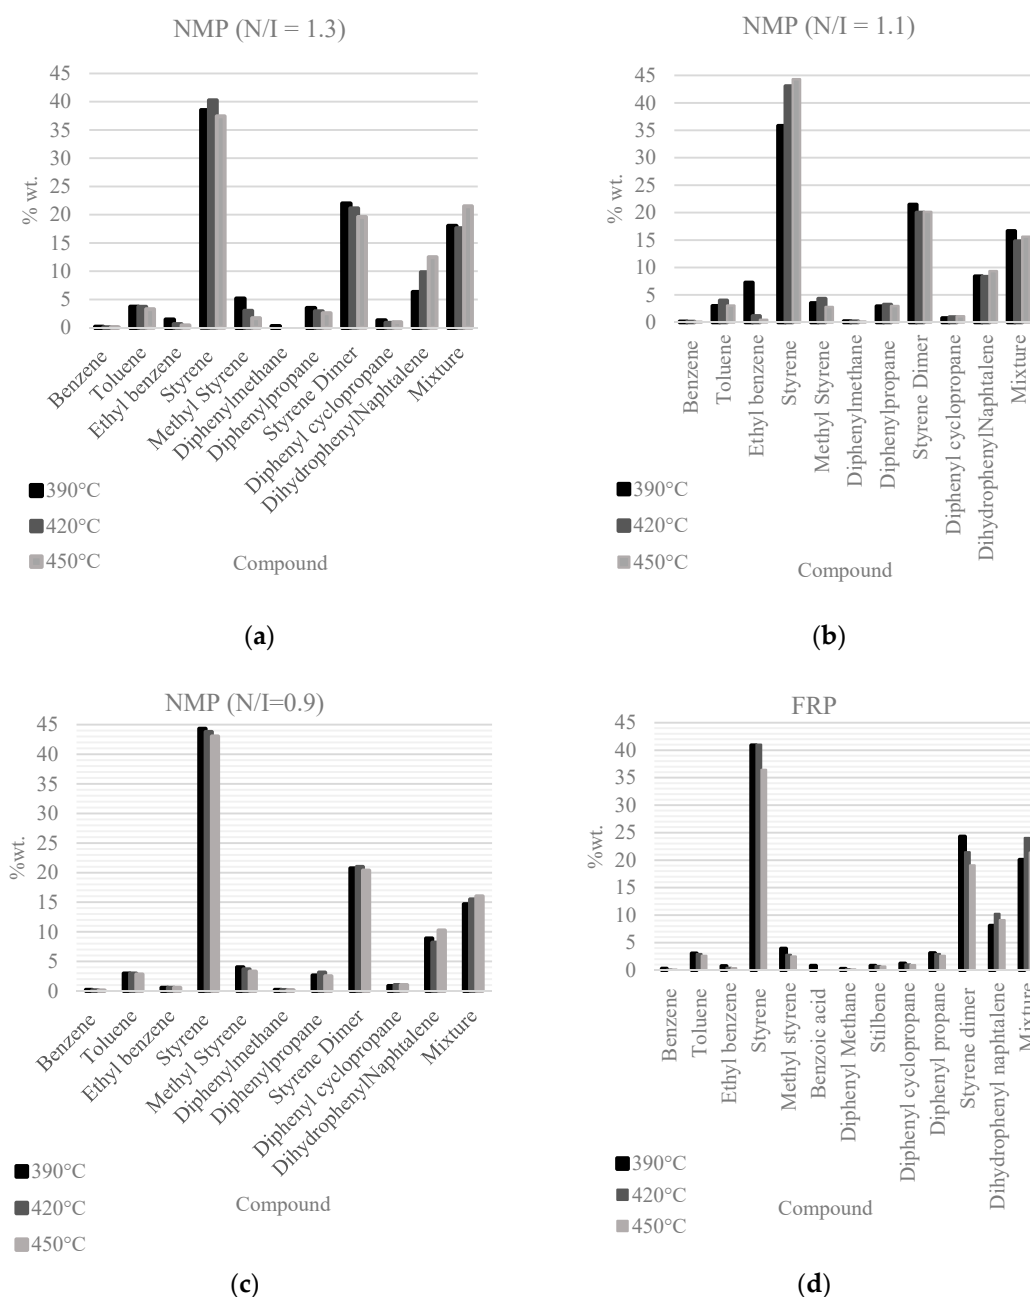 NMP (N/I = 1.3)
45
40
35
30
25
20
15
10
5
0
% wt.
Benzene
Toluene
Ethyl benzene
Styrene
Methyl Styrene
Diphenylmethane
Diphenylpropane
Styrene Dimer
Diphenyl cyclopropane
DihydrophenylNaphtalene
Mixture
390°C
420°C
450°C
Compound
(a)
NMP (N/I = 1.1)
45
40
35
30
25
20
15
10
5
0
% wt.
Benzene
Toluene
Ethyl benzene
Styrene
Methyl Styrene
Diphenylmethane
Diphenylpropane
Styrene Dimer
Diphenyl cyclopropane
DihydrophenylNaphtalene
Mixture
390°C
420°C
450°C
Compound
(b)
NMP (N/I=0.9)
45
40
35
30
25
20
15
10
5
0
%wt.
Benzene
Toluene
Ethyl benzene
Styrene
Methyl Styrene
Diphenylmethane
Diphenylpropane
Styrene Dimer
Diphenyl cyclopropane
DihydrophenylNaphtalene
Mixture
390°C
420°C
450°C
Compound
(c)
FRP
45
40
35
30
25
20
15
10
5
0
%wt.
Benzene
Toluene
Ethyl benzene
Styrene
Methyl styrene
Benzoic acid
Diphenyl Methane
Stilbene
Diphenyl cyclopropane
Diphenyl propane
Styrene dimer
Dihydrophenyl naphtalene
Mixture
390°C
420°C
450°C
Compound
(d)